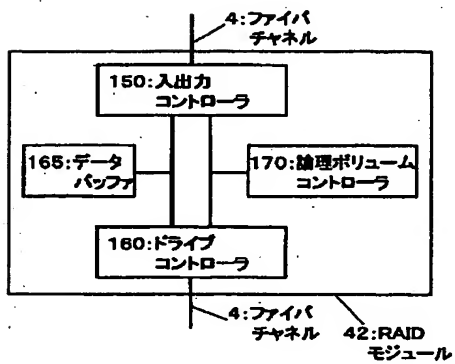 4:ファイバ
チャネル
150:入出力
コントローラ
165:データ
バッファ
170:論理ボリューム
コントローラ
160:ドライブ
コントローラ
4:ファイバ
チャネル
42:RAID
モジュール